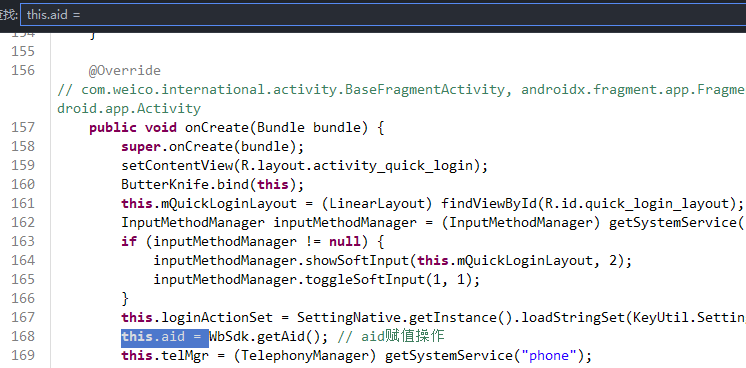 查找: this.aid =
154 }
155
156 @Override
// com.weico.international.activity.BaseFragmentActivity, androidx.fragment.app.Fragme
droid.app.Activity
157 public void onCreate(Bundle bundle) {
158 super.onCreate(bundle);
159 setContentView(R.layout.activity_quick_login);
160 ButterKnife.bind(this);
161 this.mQuickLoginLayout = (LinearLayout) findViewById(R.id.quick_login_layout);
162 InputMethodManager inputMethodManager = (InputMethodManager) getSystemService(
163 if (inputMethodManager != null) {
164 inputMethodManager.showSoftInput(this.mQuickLoginLayout, 2);
165 inputMethodManager.toggleSoftInput(1, 1);
166 }
167 this.loginActionSet = SettingNative.getInstance().loadStringSet(KeyUtil.Setting
168 this.aid = WbSdk.getAid(); // aid赋值操作
169 this.telMgr = (TelephonyManager) getSystemService("phone");